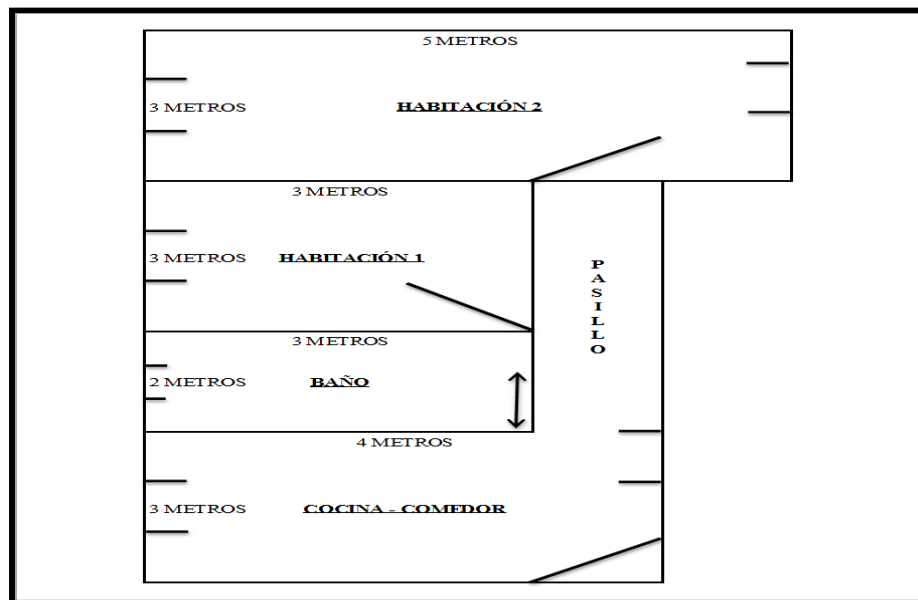 5 METROS
3 METROS
HABITACIÓN 2
3 METROS
3 METROS
HABITACIÓN 1
PASILLO
3 METROS
2 METROS
BAÑO
4 METROS
3 METROS
COCINA - COMEDOR